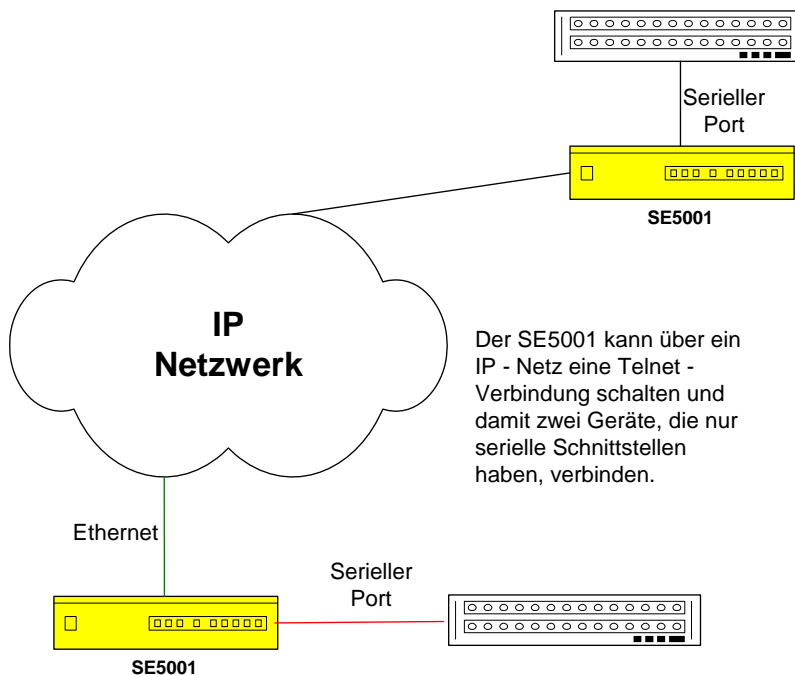 Serieller
Port
SE5001
IP
Netzwerk
Der SE5001 kann über ein
IP - Netz eine Telnet -
Verbindung schalten und
damit zwei Geräte, die nur
serielle Schnittstellen
haben, verbinden.
Ethernet
Serieller
Port
SE5001